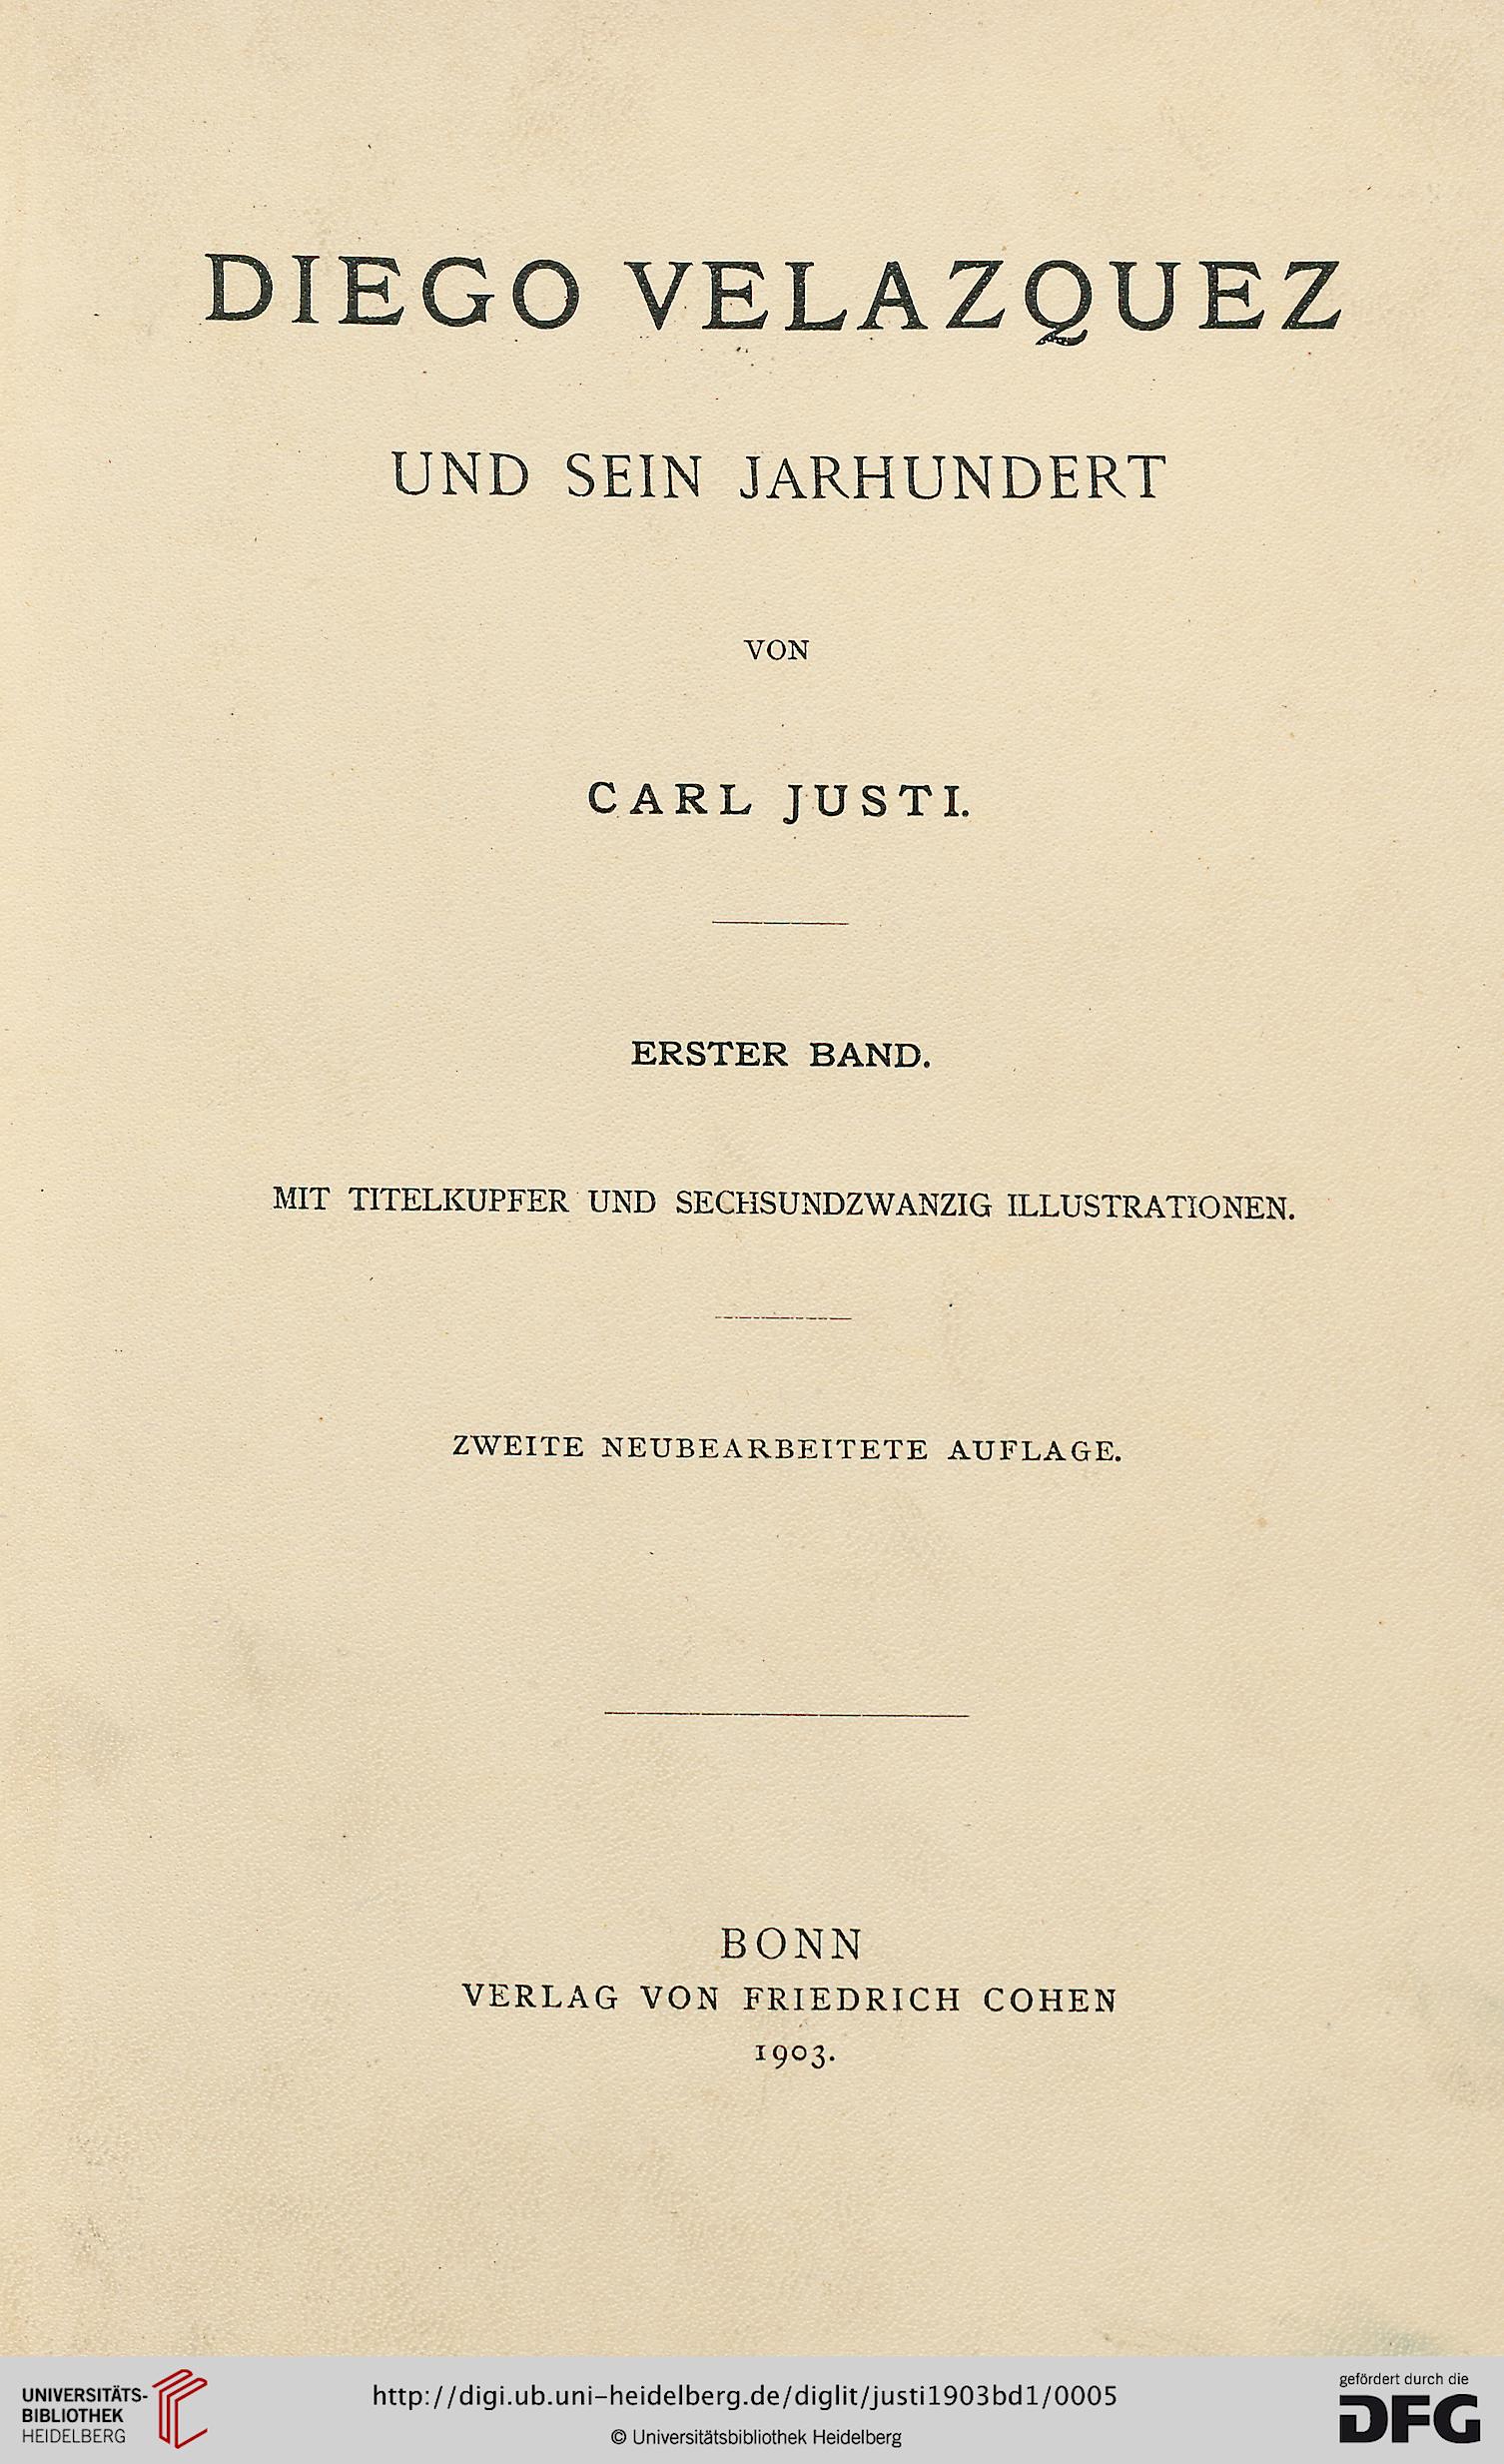 DIEGO VELAZQUEZ
UND SEIN JARHUNDERT
VON
CARL JUSTI.
ERSTER BAND.
MIT TITELKUPFER UND SECHSUNDZWANZIG ILLUSTRATIONEN.
ZWEITE NEUBEARBEITETE AUFLAGE.
BONN
VERLAG VON FRIEDRICH COHEN
1903.
UNIVERSITÄTS-
BIBLIOTHEK
HEIDELBERG
http://digi.ub.uni-heidelberg.de/diglit/justi1903bd1/0005
© Universitätsbibliothek Heidelberg
gefördert durch die
DFG